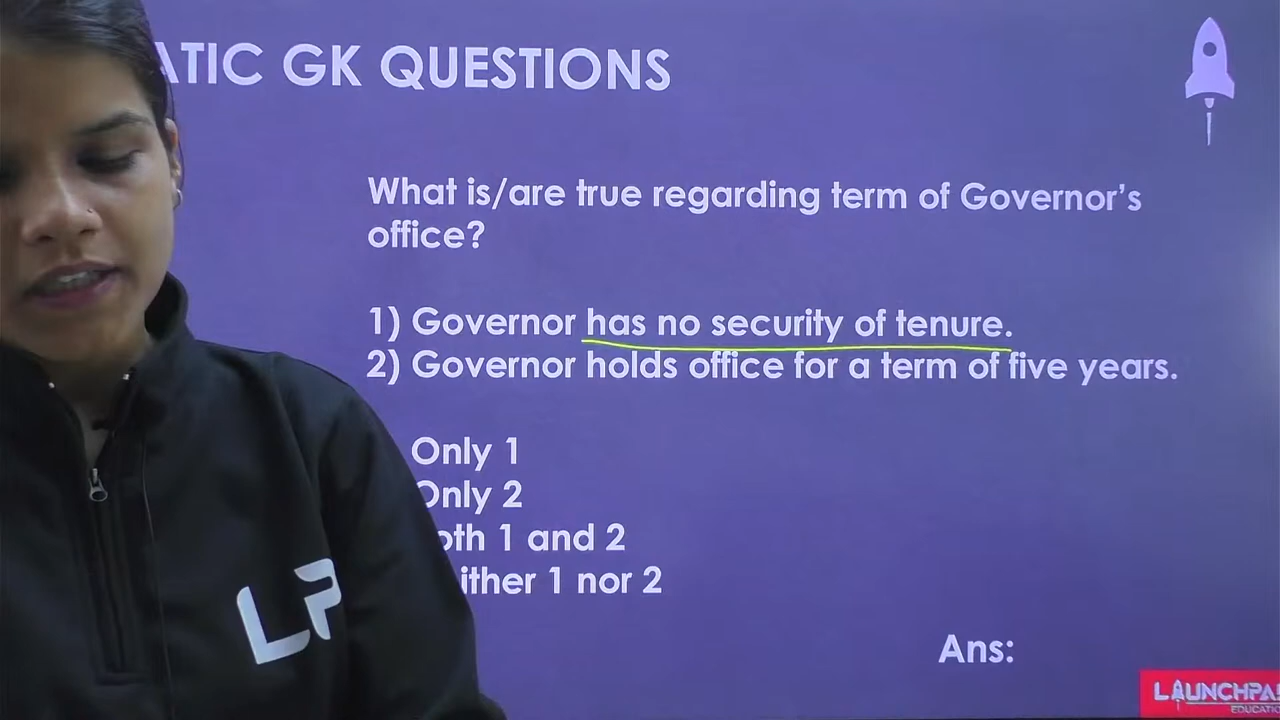 ATIC GK QUESTIONS
What is/are true regarding term of Governor's
office?
1) Governor has no security of tenure.
2) Governor holds office for a term of five years.
Only 1
Only 2
oth 1 and 2
ither 1 nor 2
Ans:
LP
LAUNCHPA
EDUCATIO